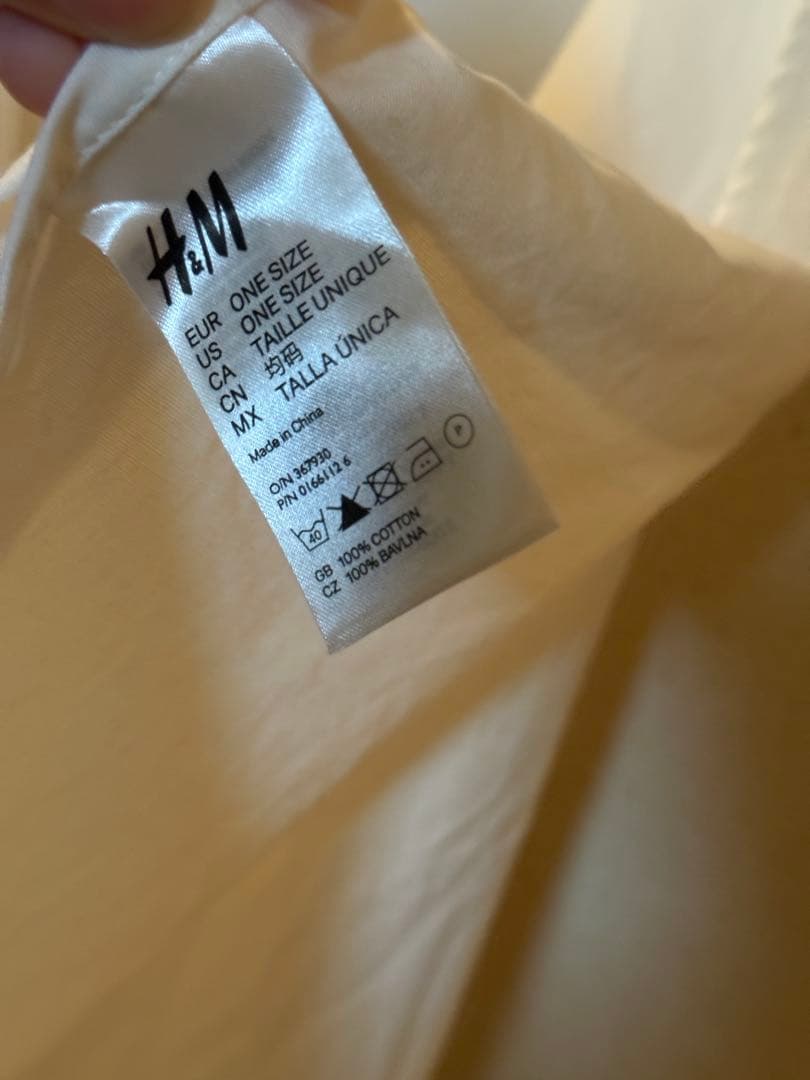 H&M
EUR ONE SIZE
US ONE SIZE
CA TAILLE UNIQUE
CN 均码
MX TALLA ÚNICA
Made in China
O/N 367930
P/N 0166112 6
40 P
GB 100% COTTON
CZ 100% BAVLNA